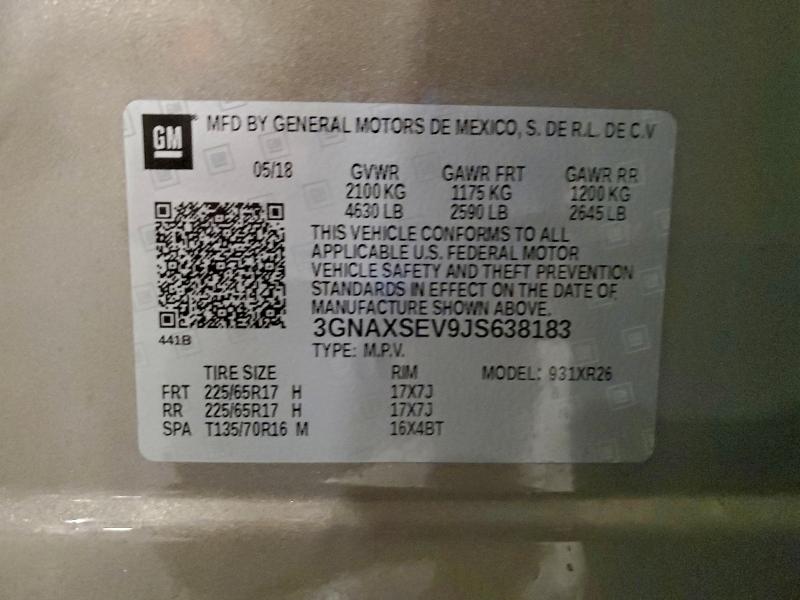 GM MFD BY GENERAL MOTORS DE MEXICO, S. DE R.L. DE C.V
05/18 GVWR GAWR FRT GAWR RR
2100 KG 1175 KG 1200 KG
4630 LB 2590 LB 2645 LB
THIS VEHICLE CONFORMS TO ALL
APPLICABLE U.S. FEDERAL MOTOR
VEHICLE SAFETY AND THEFT PREVENTION
STANDARDS IN EFFECT ON THE DATE OF
MANUFACTURE SHOWN ABOVE.
3GNAXSEV9JS638183
441B
TYPE: M.P.V.
TIRE SIZE RIM MODEL: 931XR26
FRT 225/65R17 H 17X7J
RR 225/65R17 H 17X7J
SPA T135/70R16 M 16X4BT